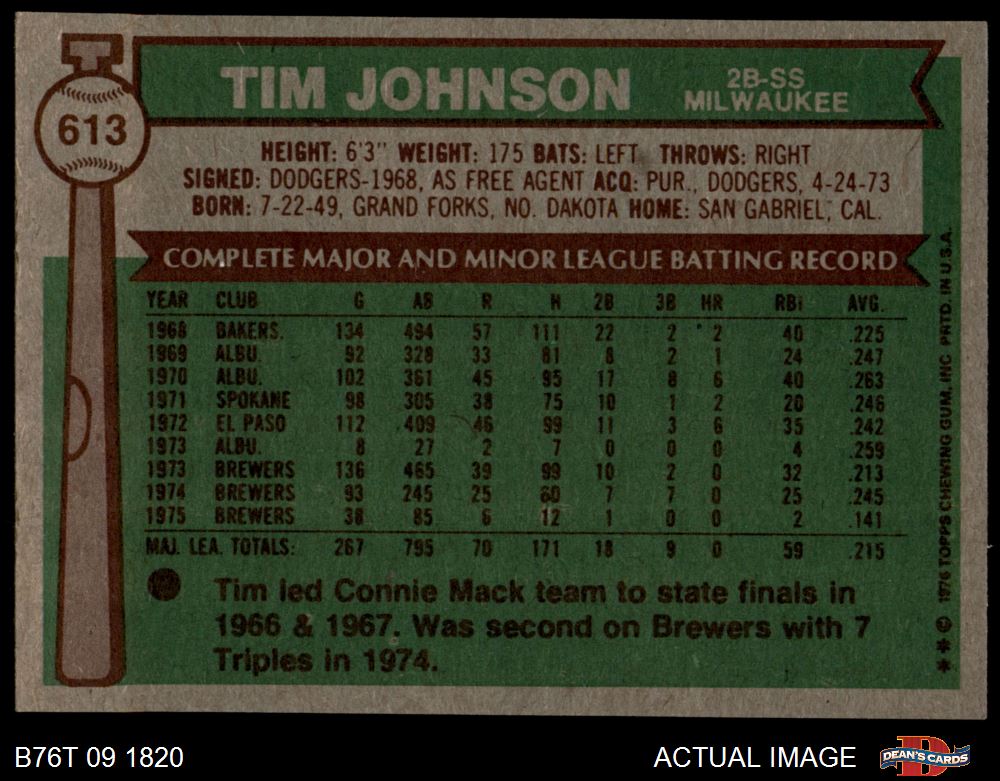 TIM JOHNSON
2B-SS
MILWAUKEE
613
HEIGHT: 6'3" WEIGHT: 175 BATS: LEFT THROWS: RIGHT
SIGNED: DODGERS-1968, AS FREE AGENT ACQ: PUR., DODGERS, 4-24-73
BORN: 7-22-49, GRAND FORKS, NO. DAKOTA HOME: SAN GABRIEL, CAL.
COMPLETE MAJOR AND MINOR LEAGUE BATTING RECORD
YEAR CLUB G AB R H 2B 3B HR RBI AVG.
1968 BAKERS. 134 494 57 111 22 2 2 40 .225
1969 ALBU. 92 328 33 81 8 2 1 24 .247
1970 ALBU. 102 361 45 95 17 8 6 40 .263
1971 SPOKANE 98 305 38 75 10 1 2 20 .246
1972 EL PASO 112 409 46 99 11 3 6 35 .242
1973 ALBU. 8 27 2 7 0 0 0 4 .259
1973 BREWERS 136 465 39 99 10 2 0 32 .213
1974 BREWERS 93 245 25 60 7 7 0 25 .245
1975 BREWERS 38 85 6 12 1 0 0 2 .141
MAJ. LEA. TOTALS: 267 795 70 171 18 9 0 59 .215
Tim led Connie Mack team to state finals in
1966 & 1967. Was second on Brewers with 7
Triples in 1974.
** © 1976 TOPPS CHEWING GUM, INC. PRTD. IN U.S.A.
B76T 09 1820
ACTUAL IMAGE
D
DEAN'S CARDS